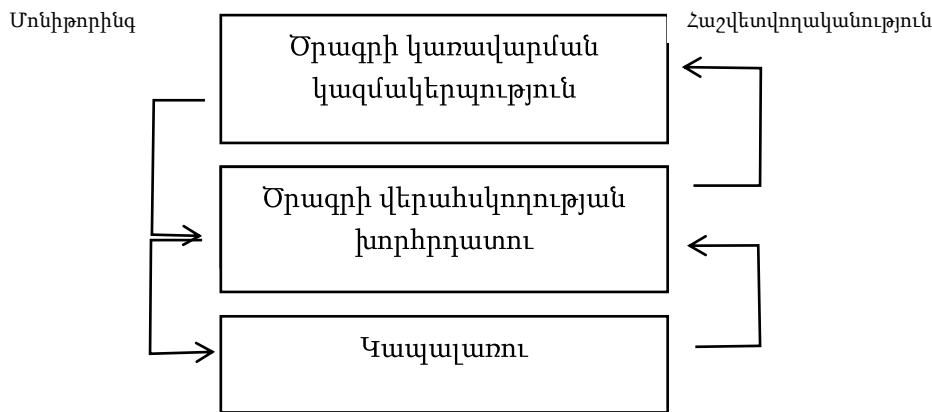 Մոնիթորինգ
Հաշվետվողականություն
Ծրագրի կառավարման
կազմակերպություն
Ծրագրի վերահսկողության
խորհրդատու
Կապալառու